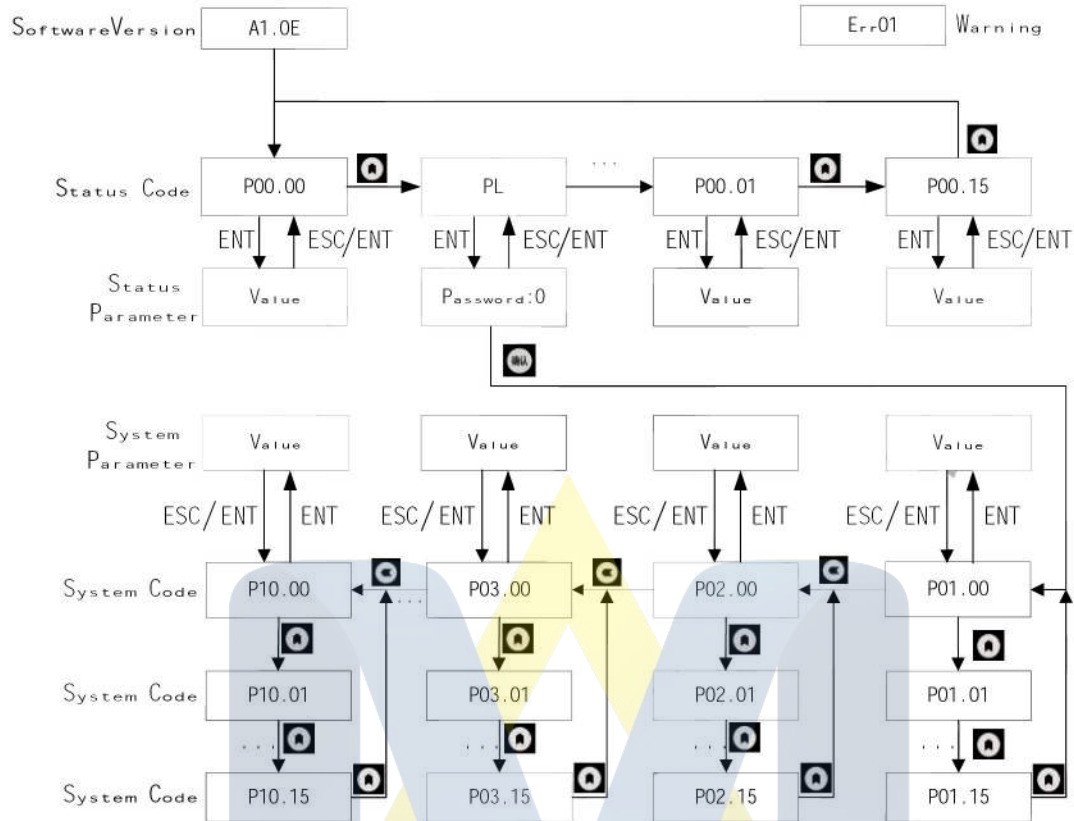 SoftwareVersion A1.0E Err01 Warning
...
Status Code P00.00 PL P00.01 P00.15
ENT ESC/ENT ENT ESC/ENT ENT ESC/ENT ENT ESC/ENT
Status
Parameter
Value Password:0 Value Value
确认
System
Parameter
Value Value Value Value
ESC/ENT ENT ESC/ENT ENT ESC/ENT ENT ESC/ENT ENT
System Code P10.00 P03.00 P02.00 P01.00
...
System Code P10.01 P03.01 P02.01 P01.01
... ... ... ...
System Code P10.15 P03.15 P02.15 P01.15